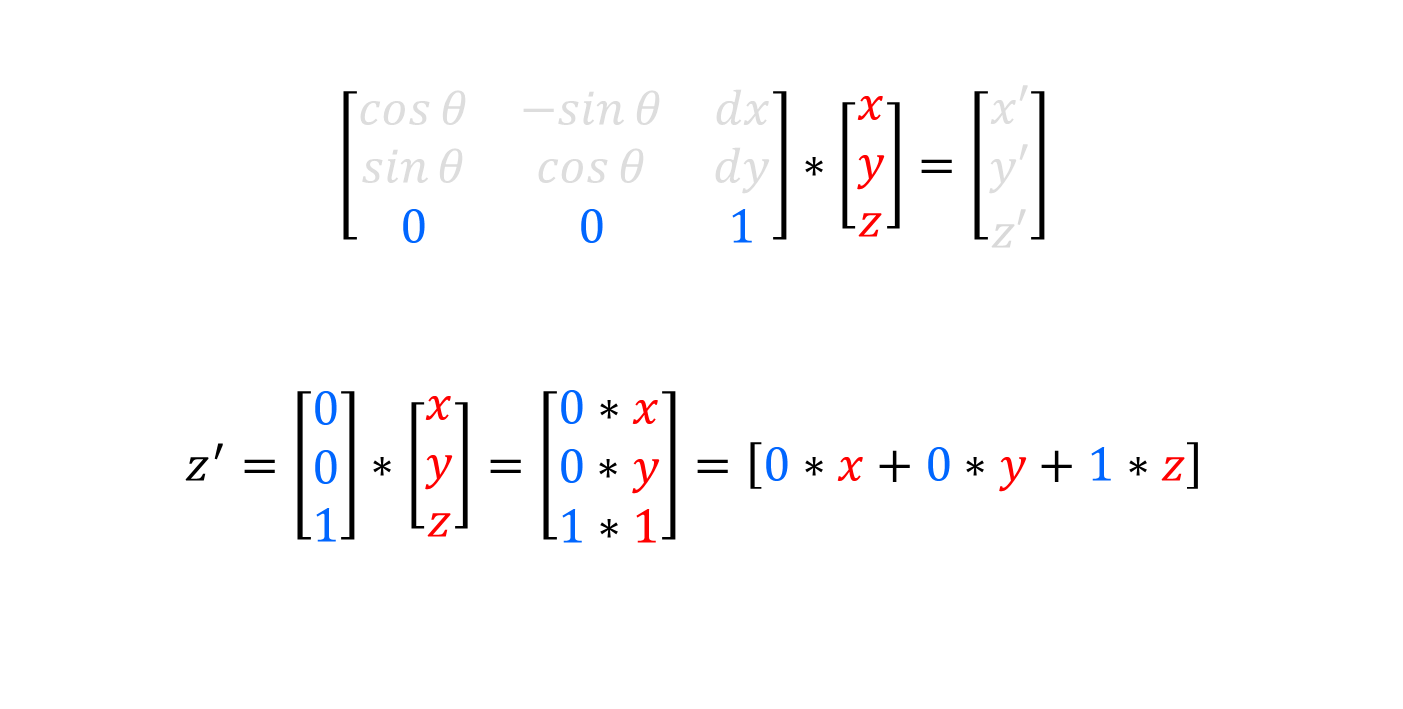 [cos θ −sin θ dx] * [x] = [x′]
[sin θ cos θ dy] [y] [y′]
[0 0 1] [z] [z′]
z′ = [0] * [x] = [0 * x] = [0 * x + 0 * y + 1 * z]
[0] [y] [0 * y]
[1] [z] [1 * 1]